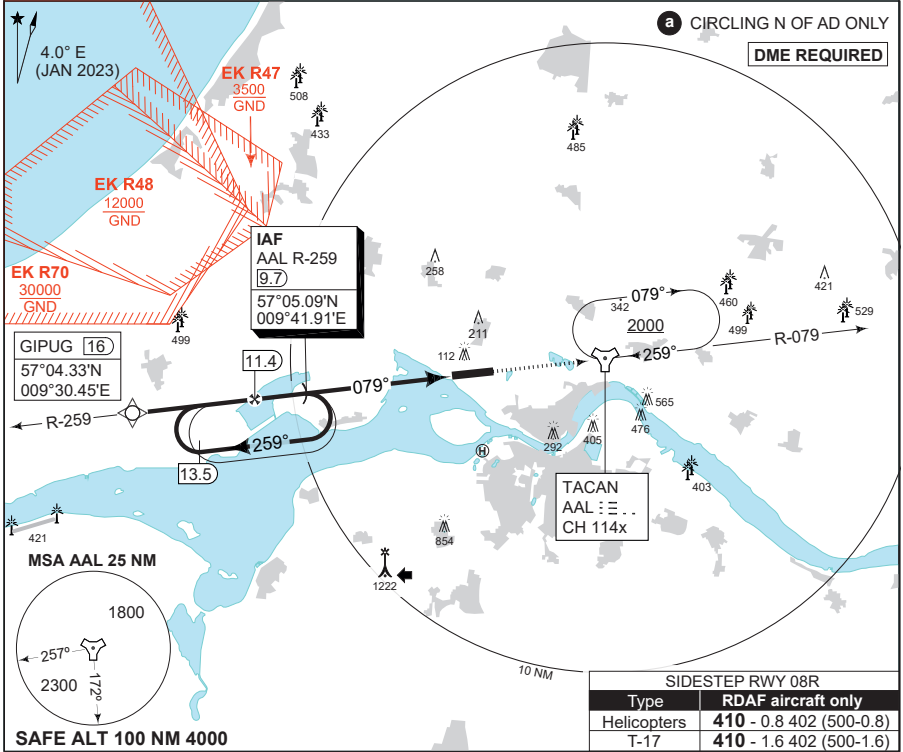 a CIRCLING N OF AD ONLY
DME REQUIRED
4.0° E
(JAN 2023)
EK R47
3500
GND
508
433
485
EK R48
12000
GND
EK R70
30000
GND
499
IAF
AAL R-259
9.7
57°05.09'N
009°41.91'E
258
211
112
342
079°
2000
259°
460
499
421
529
R-079
GIPUG 16
57°04.33'N
009°30.45'E
11.4
079°
R-259
259°
13.5
H
292
405
476
565
403
TACAN
AAL
CH 114x
421
854
1222
MSA AAL 25 NM
1800
257°
2300
172°
SAFE ALT 100 NM 4000
10 NM
SIDESTEP RWY 08R
Type RDAF aircraft only
Helicopters 410 - 0.8 402 (500-0.8)
T-17 410 - 1.6 402 (500-1.6)